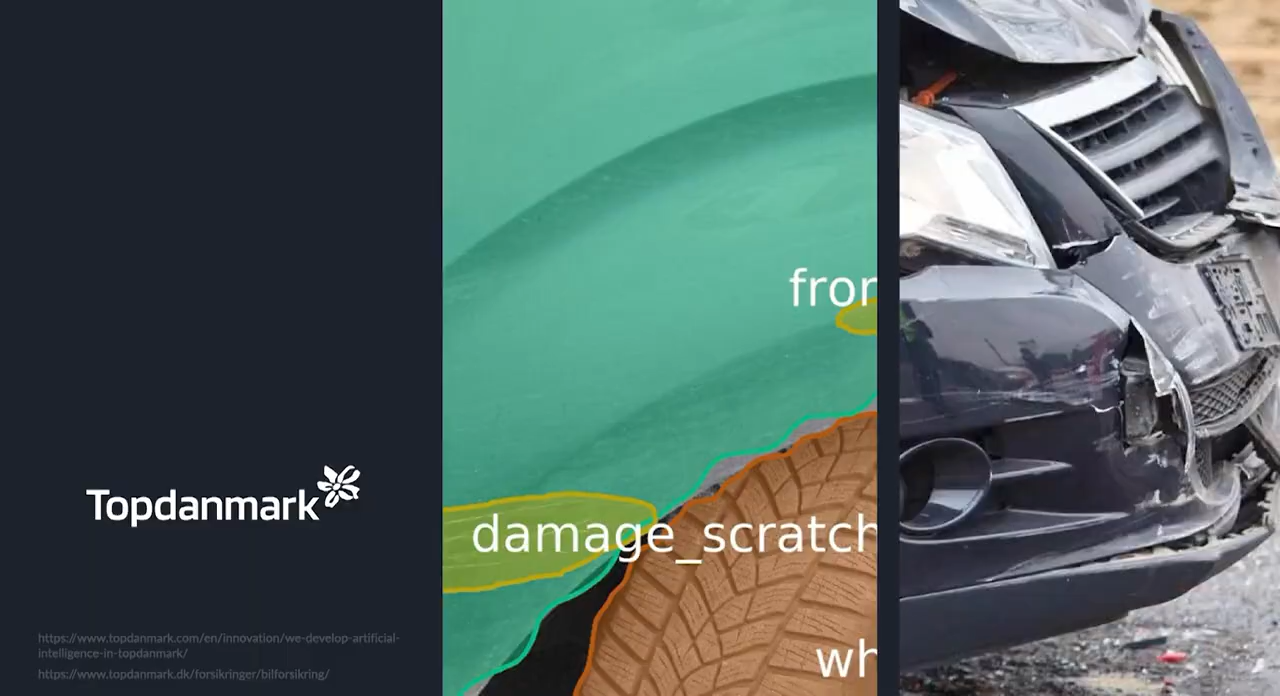 Topdanmark
https://www.topdanmark.com/en/innovation/we-develop-artificial-
intelligence-in-topdanmark/
https://www.topdanmark.dk/forsikringer/bilforsikring/
fror
damage_scratch
wh